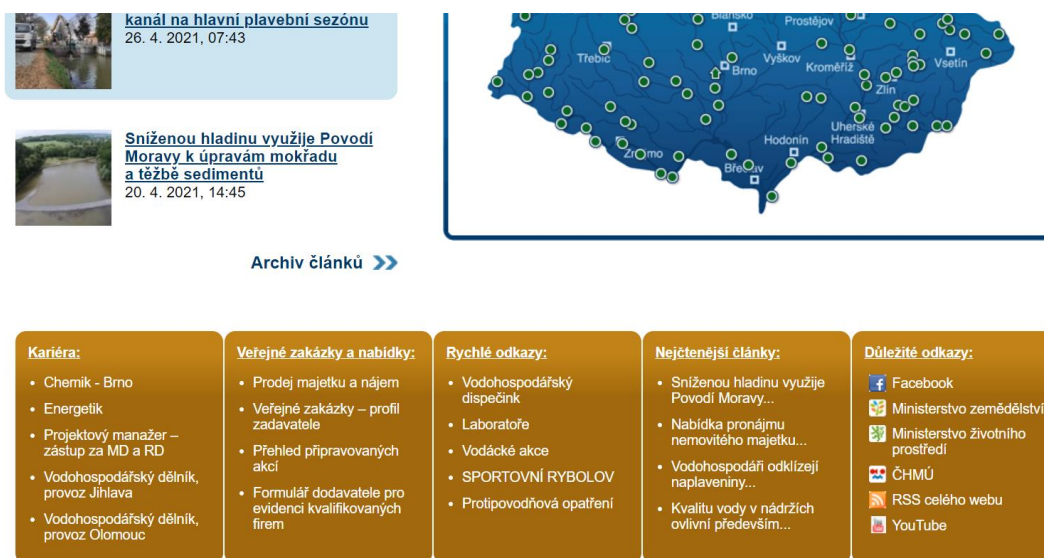 kanál na hlavní plavební sezónu
26. 4. 2021, 07:43
Sníženou hladinu využije Povodí
Moravy k úpravám mokřadu
a těžbě sedimentů
20. 4. 2021, 14:45
Archiv článků
Blansko
Prostějov
Třebíč
Brno
Vyškov
Kroměříž
Vsetín
Zlín
Uherské
Hradiště
Hodonín
Znojmo
Břeclav
Kariéra:
• Chemik - Brno
• Energetik
• Projektový manažer –
zástup za MD a RD
• Vodohospodářský dělník,
provoz Jihlava
• Vodohospodářský dělník,
provoz Olomouc
Veřejné zakázky a nabídky:
• Prodej majetku a nájem
• Veřejné zakázky – profil
zadavatele
• Přehled připravovaných
akcí
• Formulář dodavatele pro
evidenci kvalifikovaných
firem
Rychlé odkazy:
• Vodohospodářský
dispečink
• Laboratoře
• Vodácké akce
• SPORTOVNÍ RYBOLOV
• Protipovodňová opatření
Nejčtenější články:
• Sníženou hladinu využije
Povodí Moravy...
• Nabídka pronájmu
nemovitého majetku...
• Vodohospodáři odklízejí
naplaveniny...
• Kvalitu vody v nádržích
ovlivní především...
Důležité odkazy:
Facebook
Ministerstvo zemědělství
Ministerstvo životního
prostředí
ČHMÚ
RSS celého webu
YouTube